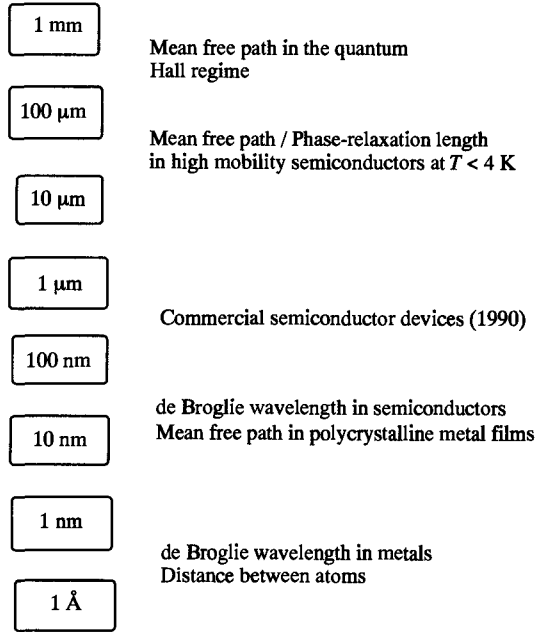 1 mm
Mean free path in the quantum
Hall regime
100 μm
Mean free path / Phase-relaxation length
in high mobility semiconductors at T < 4 K
10 μm
1 μm
Commercial semiconductor devices (1990)
100 nm
de Broglie wavelength in semiconductors
Mean free path in polycrystalline metal films
10 nm
1 nm
de Broglie wavelength in metals
Distance between atoms
1 Å